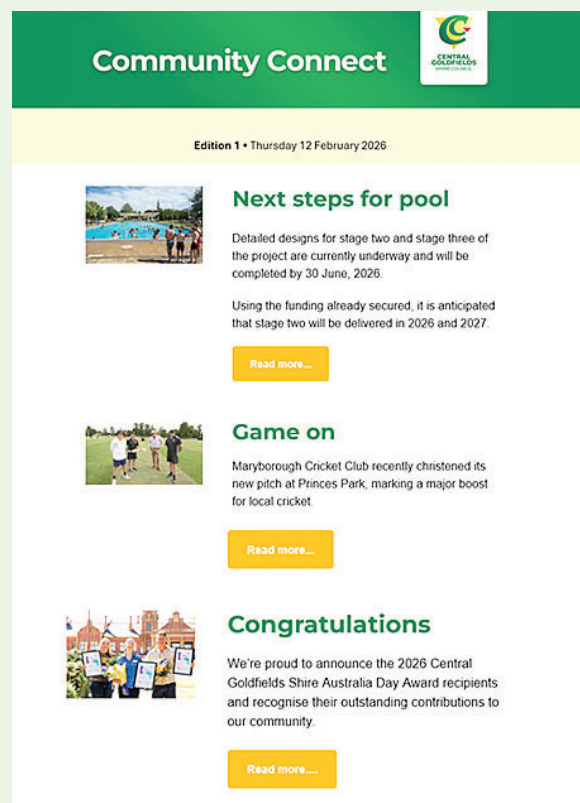 Community Connect
CENTRAL
GOLDFIELDS
SHIRE COUNCIL
Edition 1 • Thursday 12 February 2026
Next steps for pool
Detailed designs for stage two and stage three of
the project are currently underway and will be
completed by 30 June, 2026.
Using the funding already secured, it is anticipated
that stage two will be delivered in 2026 and 2027.
Read more...
Game on
Maryborough Cricket Club recently christened its
new pitch at Princes Park, marking a major boost
for local cricket.
Read more...
Congratulations
We're proud to announce the 2026 Central
Goldfields Shire Australia Day Award recipients
and recognise their outstanding contributions to
our community.
Read more....